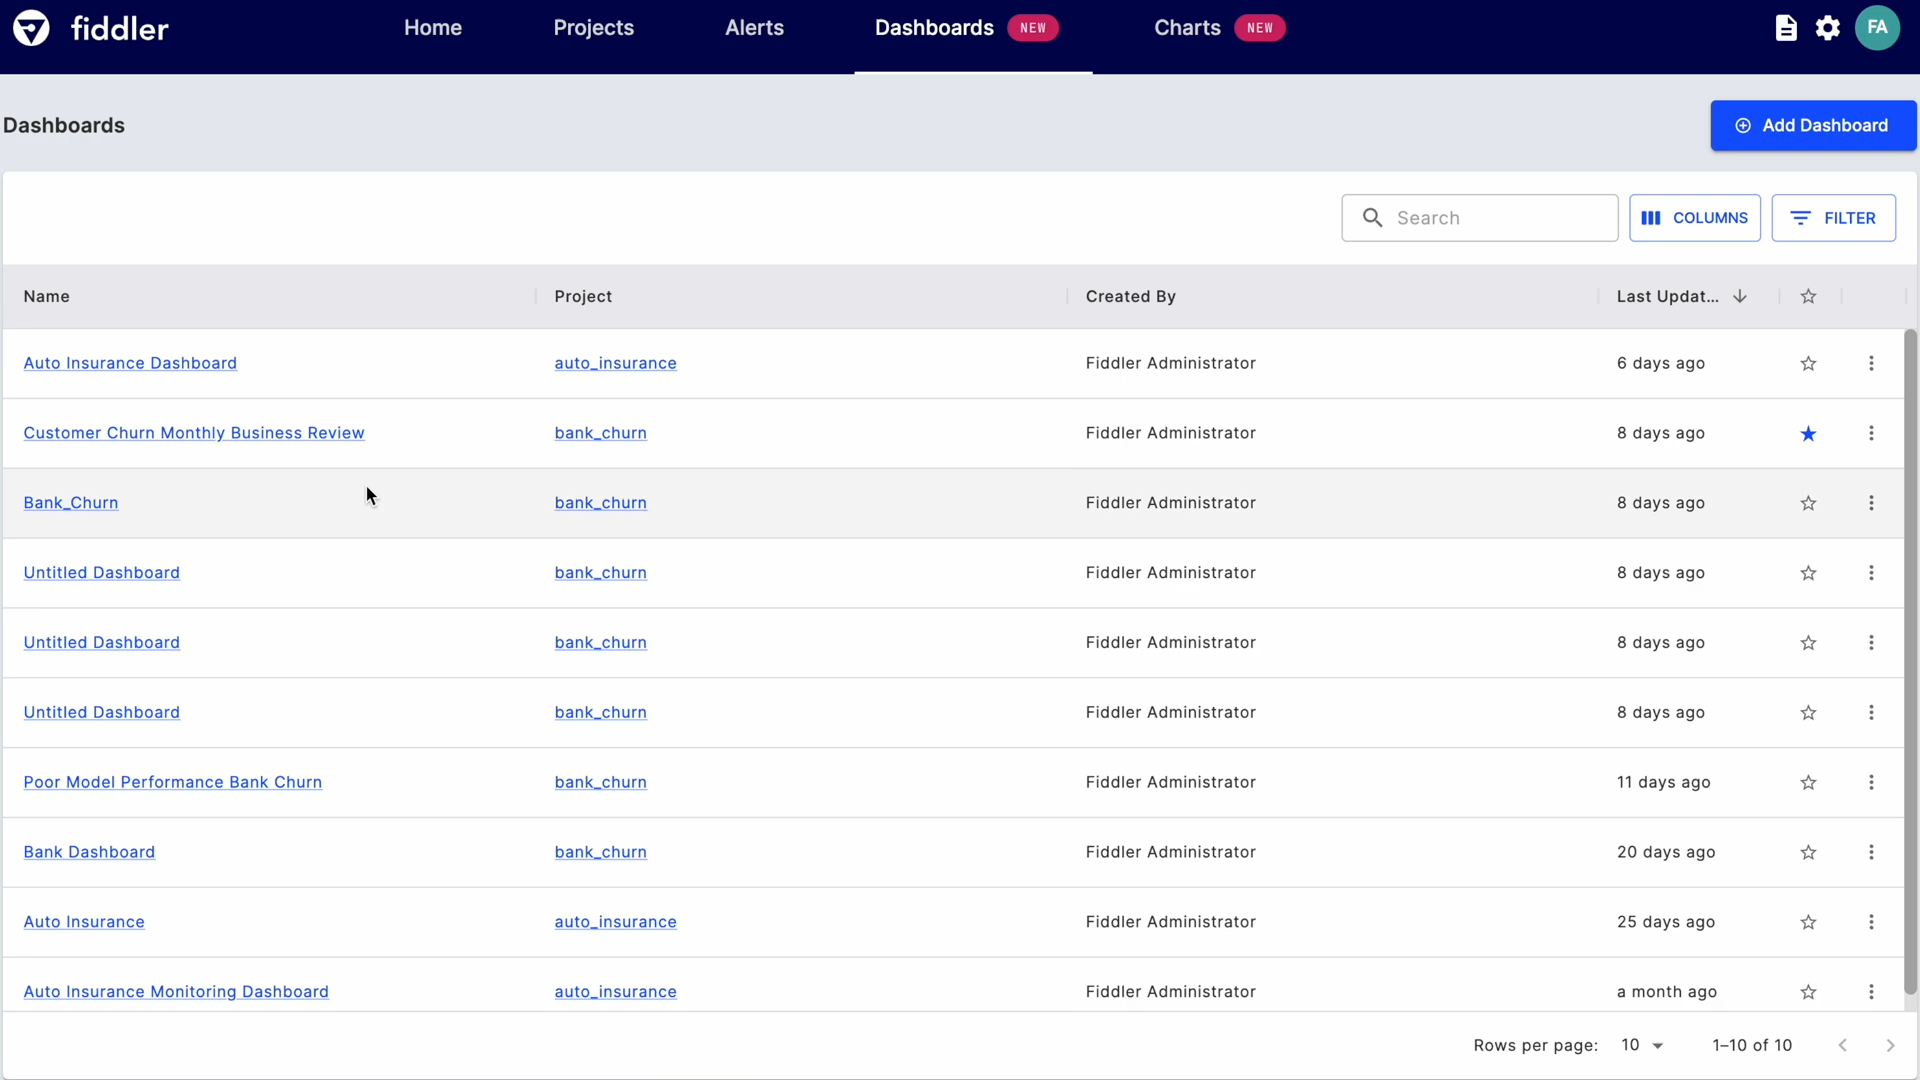 fiddler Home Projects Alerts Dashboards NEW Charts NEW FA
Dashboards Add Dashboard
Search COLUMNS FILTER
Name Project Created By Last Updat...
Auto Insurance Dashboard auto_insurance Fiddler Administrator 6 days ago
Customer Churn Monthly Business Review bank_churn Fiddler Administrator 8 days ago
Bank_Churn bank_churn Fiddler Administrator 8 days ago
Untitled Dashboard bank_churn Fiddler Administrator 8 days ago
Untitled Dashboard bank_churn Fiddler Administrator 8 days ago
Untitled Dashboard bank_churn Fiddler Administrator 8 days ago
Poor Model Performance Bank Churn bank_churn Fiddler Administrator 11 days ago
Bank Dashboard bank_churn Fiddler Administrator 20 days ago
Auto Insurance auto_insurance Fiddler Administrator 25 days ago
Auto Insurance Monitoring Dashboard auto_insurance Fiddler Administrator a month ago
Rows per page: 10 1–10 of 10